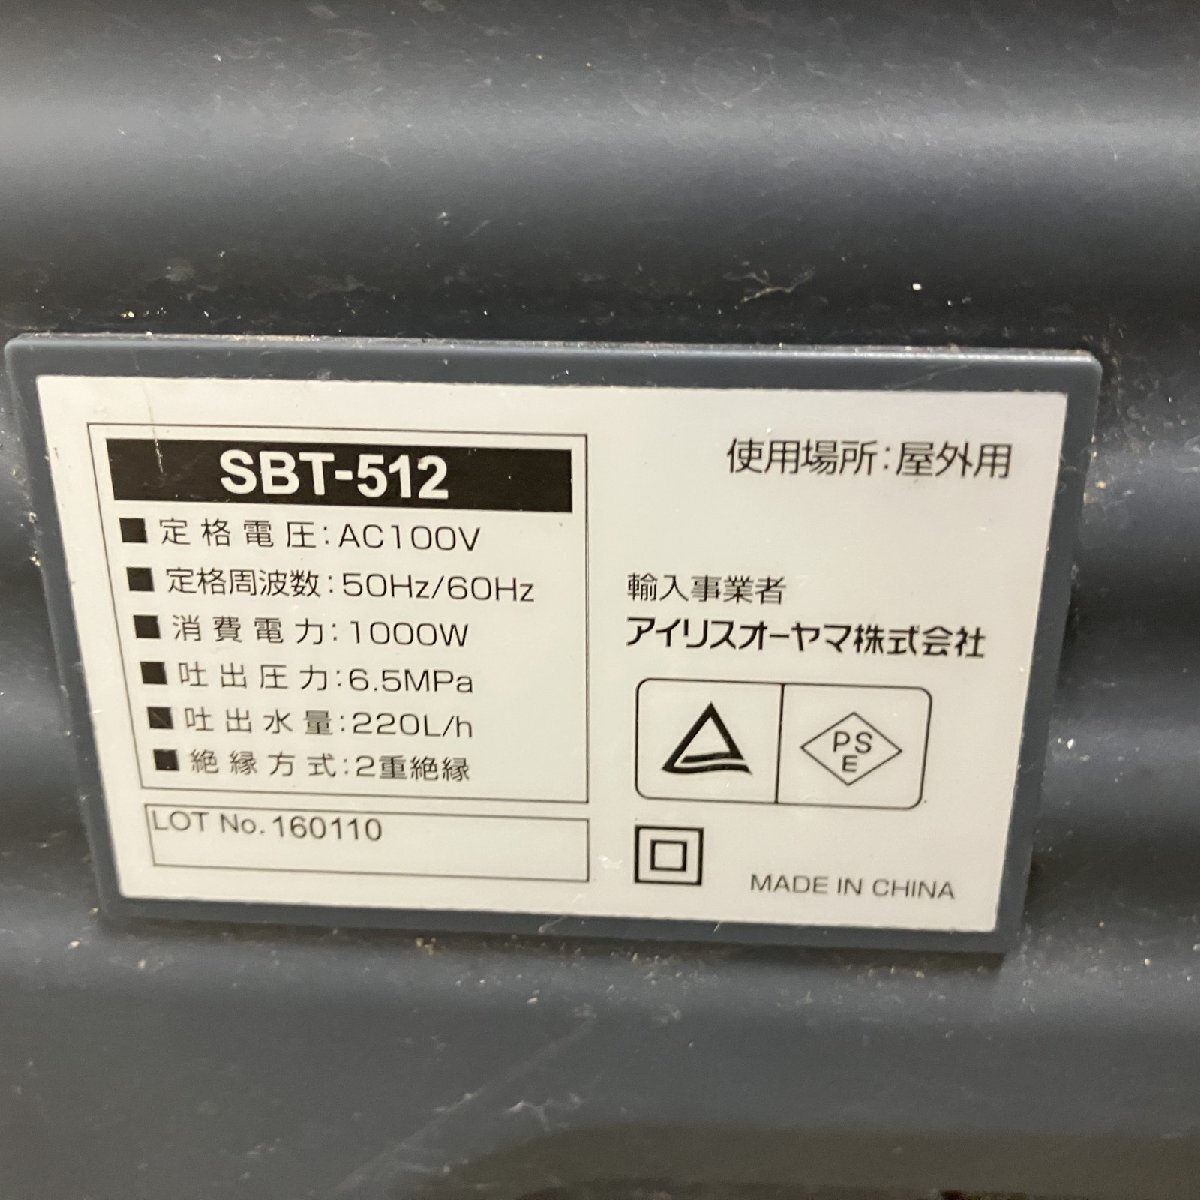 SBT-512
■ 定格電圧:AC100V
■ 定格周波数:50Hz/60Hz
■ 消費電力:1000W
■ 吐出圧力:6.5MPa
■ 吐出水量:220L/h
■ 絶縁方式:2重絶縁
LOT No. 160110
使用場所:屋外用
輸入事業者
アイリスオーヤマ株式会社
PS
E
MADE IN CHINA